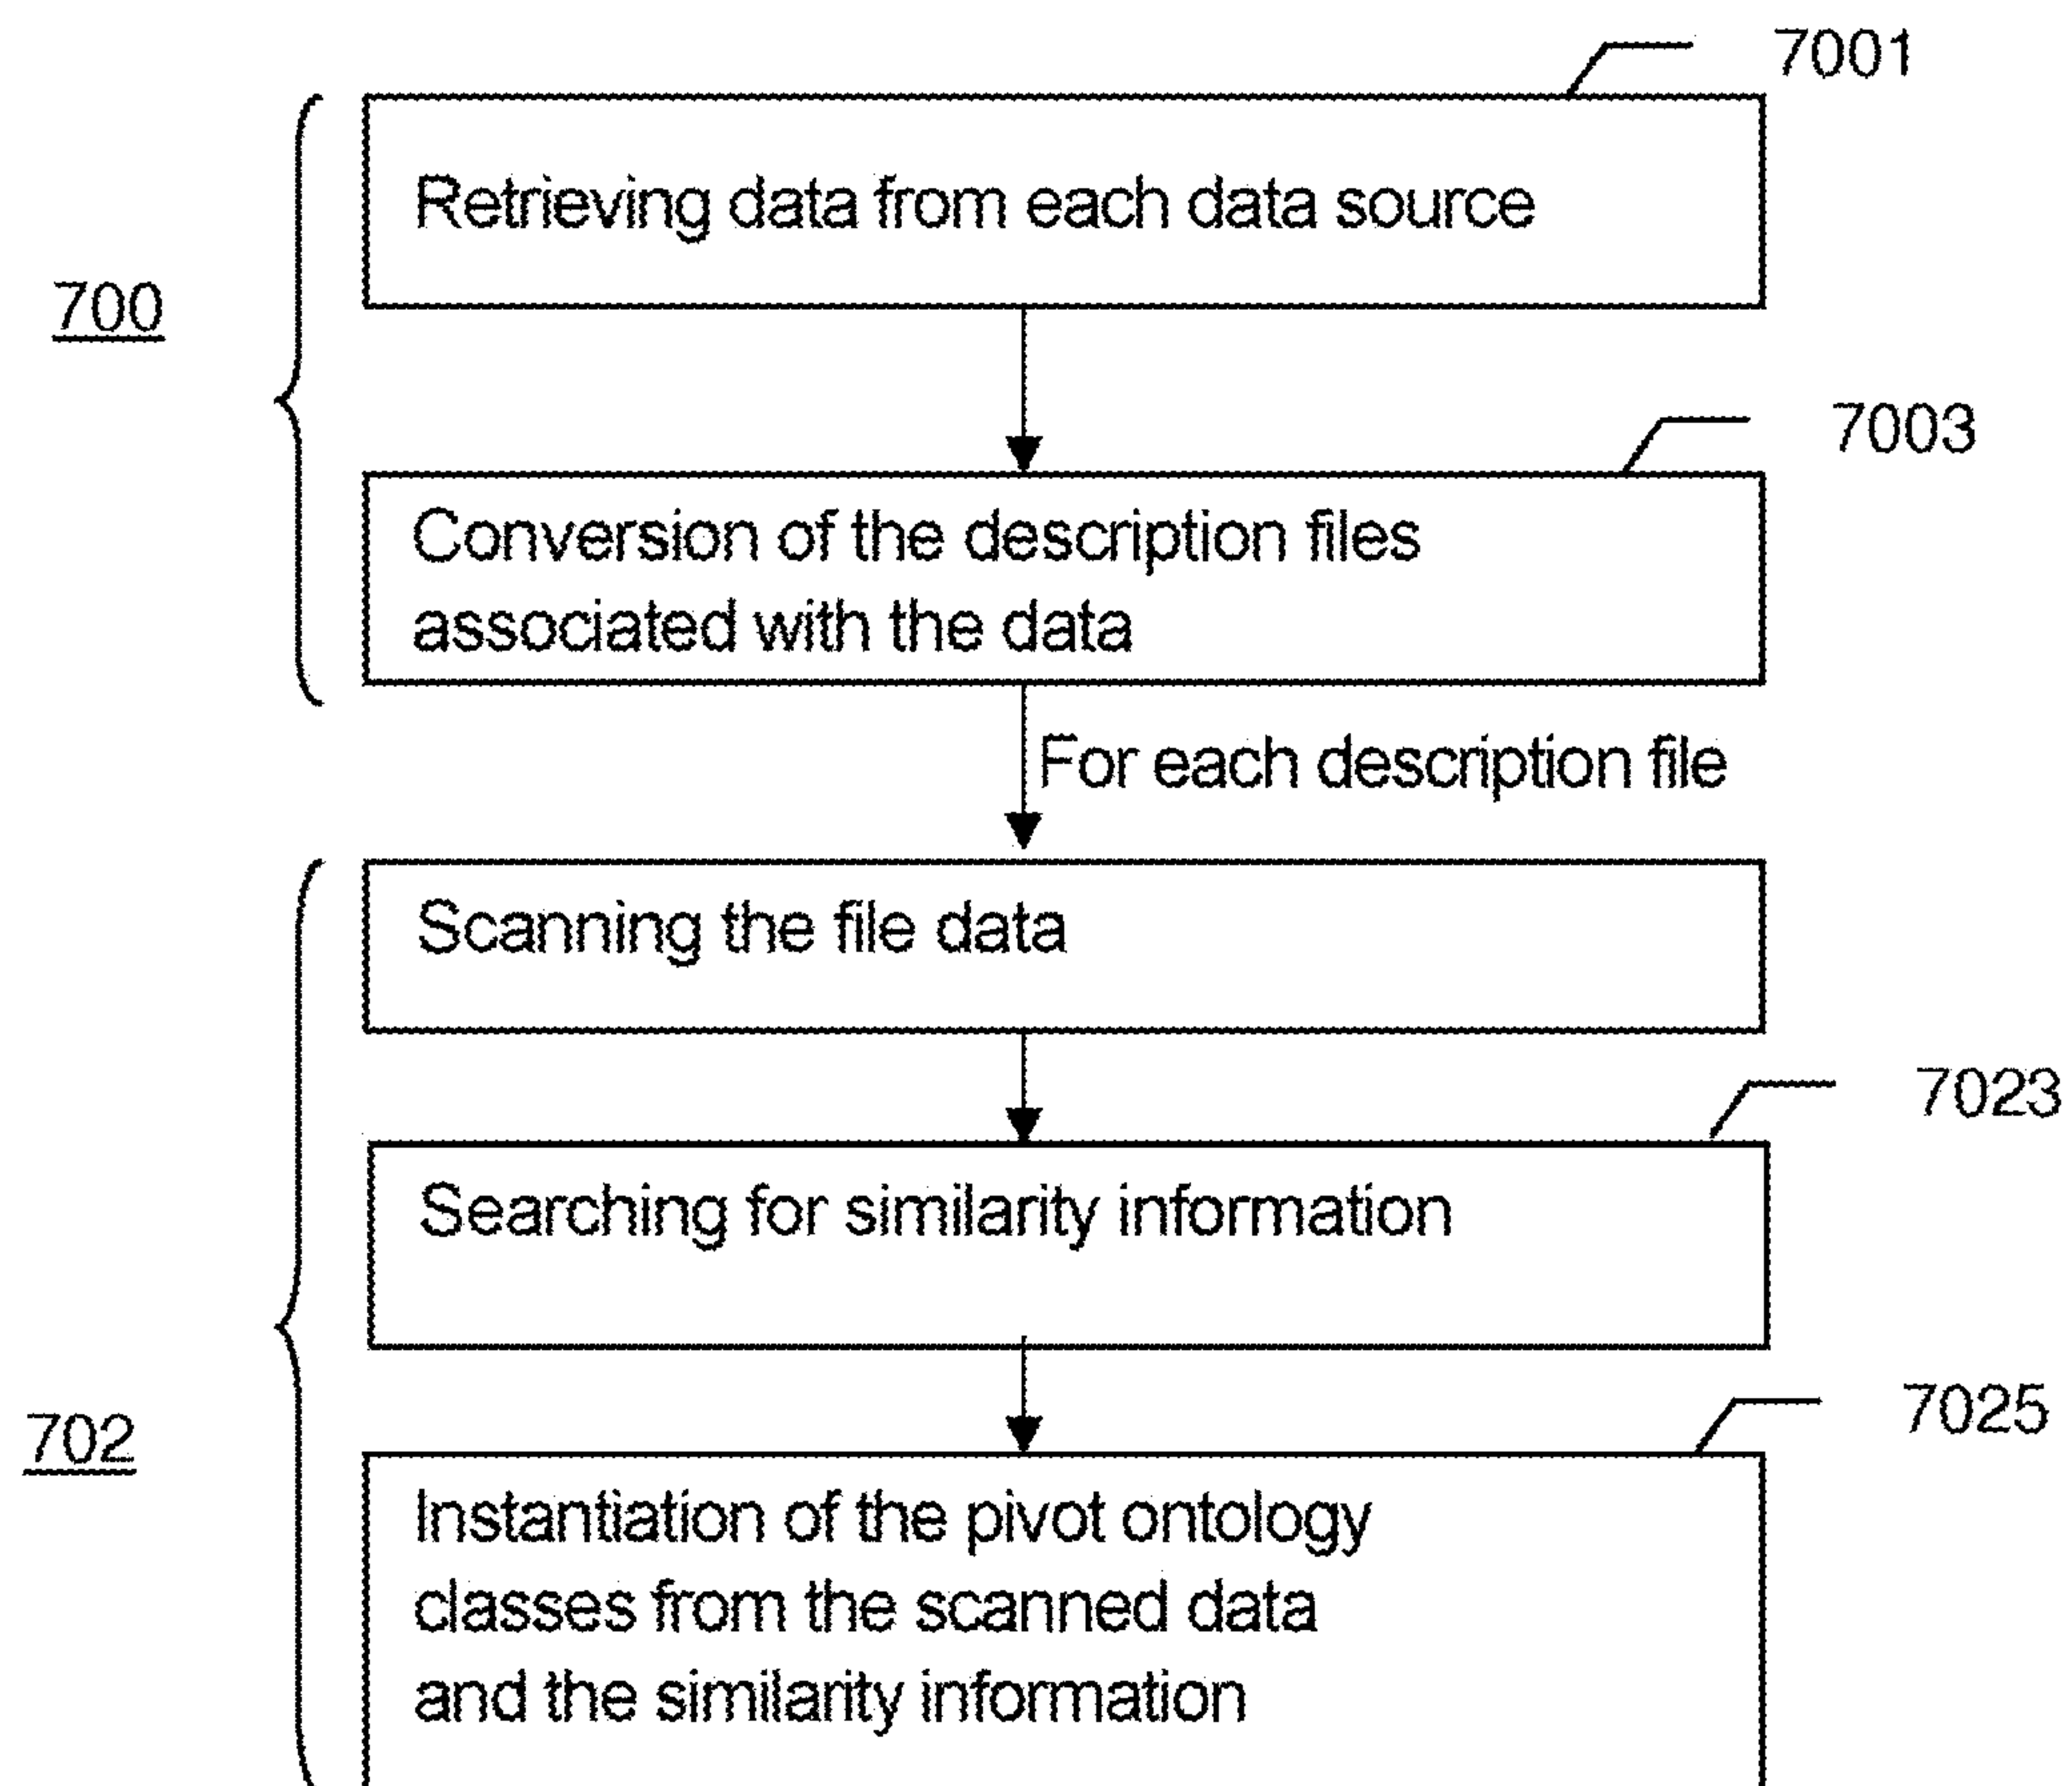 7001
Retrieving data from each data source
700
7003
Conversion of the description files
associated with the data
For each description file
Scanning the file data
7023
Searching for similarity information
7025
702
Instantiation of the pivot ontology
classes from the scanned data
and the similarity information